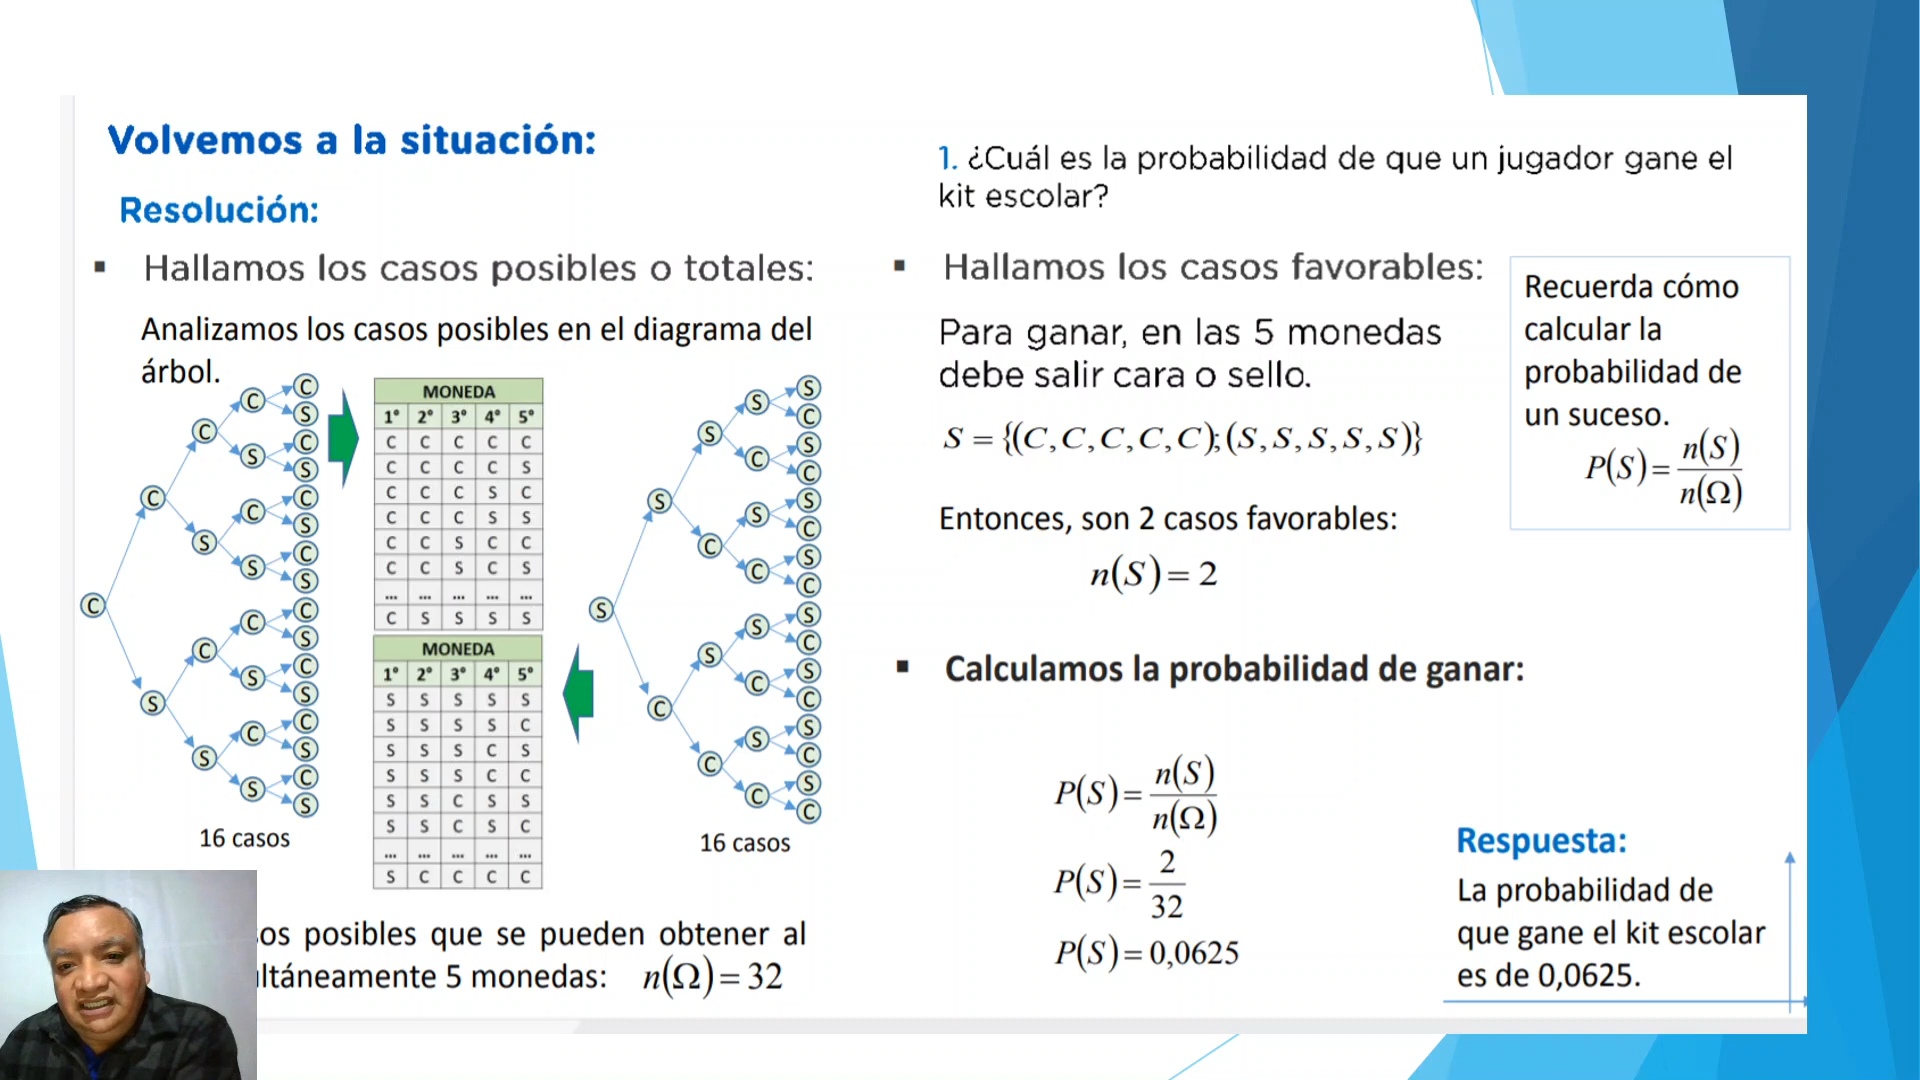 Volvemos a la situación:
Resolución:
▪ Hallamos los casos posibles o totales:
Analizamos los casos posibles en el diagrama del
árbol.
C
C
S
C
S
C
S
C
S
C
S
C
S
C
S
C
S
C
S
C
S
C
S
C
S
C
S
C
S
C
S
16 casos
MONEDA
1° 2° 3° 4° 5°
C C C C C
C C C C S
C C C S C
C C C S S
C C S C C
C C S C S
... ... ... ... ...
C S S S S
MONEDA
1° 2° 3° 4° 5°
S S S S S
S S S S C
S S S C S
S S S C C
S S C S S
S S C S C
... ... ... ... ...
S C C C C
S
S
C
S
C
S
C
S
C
S
C
S
C
S
C
S
C
S
C
S
C
S
C
S
C
S
C
S
C
S
C
16 casos
os posibles que se pueden obtener al
ltáneamente 5 monedas: n(Ω) = 32
1. ¿Cuál es la probabilidad de que un jugador gane el
kit escolar?
▪ Hallamos los casos favorables:
Para ganar, en las 5 monedas
debe salir cara o sello.
S = {(C,C,C,C,C);(S,S,S,S,S)}
Entonces, son 2 casos favorables:
n(S) = 2
Recuerda cómo
calcular la
probabilidad de
un suceso.
P(S) = n(S)/n(Ω)
▪ Calculamos la probabilidad de ganar:
P(S) = n(S)/n(Ω)
P(S) = 2/32
P(S) = 0,0625
Respuesta:
La probabilidad de
que gane el kit escolar
es de 0,0625.